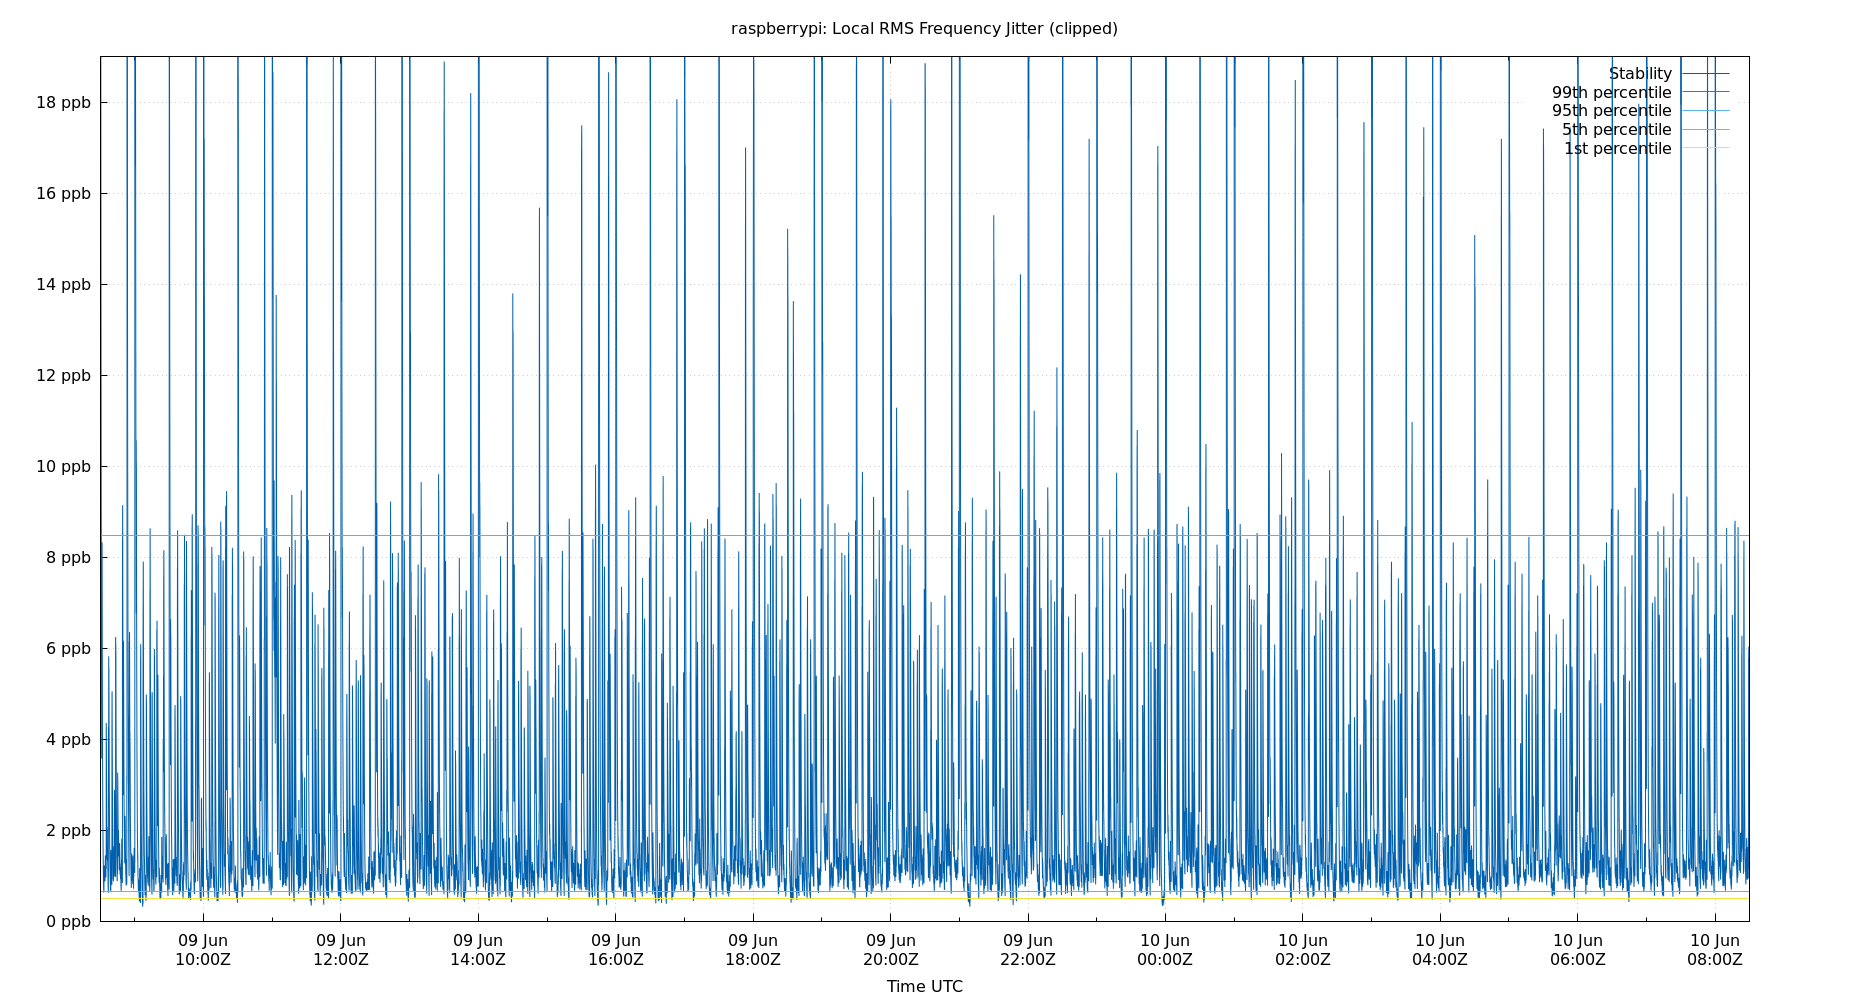 raspberrypi: Local RMS Frequency Jitter (clipped)
Stability
99th percentile
95th percentile
5th percentile
1st percentile
18 ppb
16 ppb
14 ppb
12 ppb
10 ppb
8 ppb
6 ppb
4 ppb
2 ppb
0 ppb
09 Jun 09 Jun 09 Jun 09 Jun 09 Jun 09 Jun 09 Jun 10 Jun 10 Jun 10 Jun 10 Jun 10 Jun
10:00Z 12:00Z 14:00Z 16:00Z 18:00Z 20:00Z 22:00Z 00:00Z 02:00Z 04:00Z 06:00Z 08:00Z
Time UTC